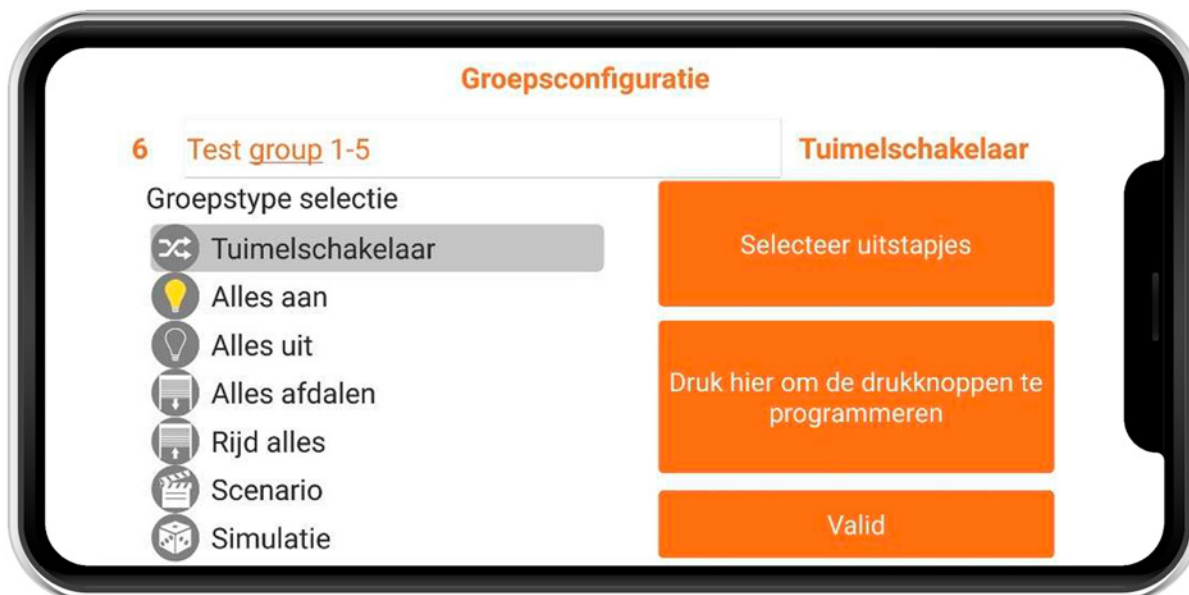 Groepsconfiguratie
6 Test group 1-5 Tuimelschakelaar
Groepstype selectie
Tuimelschakelaar
Alles aan
Alles uit
Alles afdalen
Rijd alles
Scenario
Simulatie
Selecteer uitstapjes
Druk hier om de drukknoppen te
programmeren
Valid